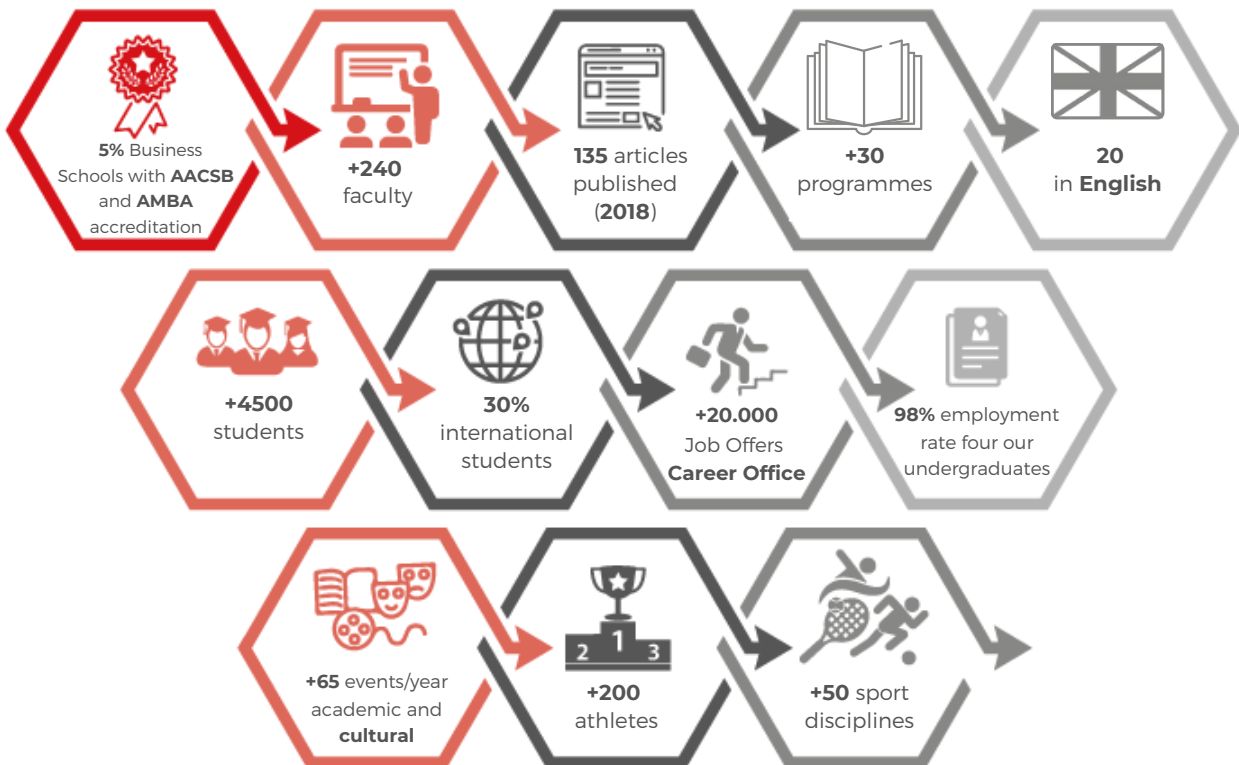 5% Business
Schools with AACSB
and AMBA
accreditation
+240
faculty
135 articles
published
(2018)
+30
programmes
20
in English
+4500
students
30%
international
students
+20.000
Job Offers
Career Office
98% employment
rate four our
undergraduates
+65 events/year
academic and
cultural
2 1 3
+200
athletes
+50 sport
disciplines